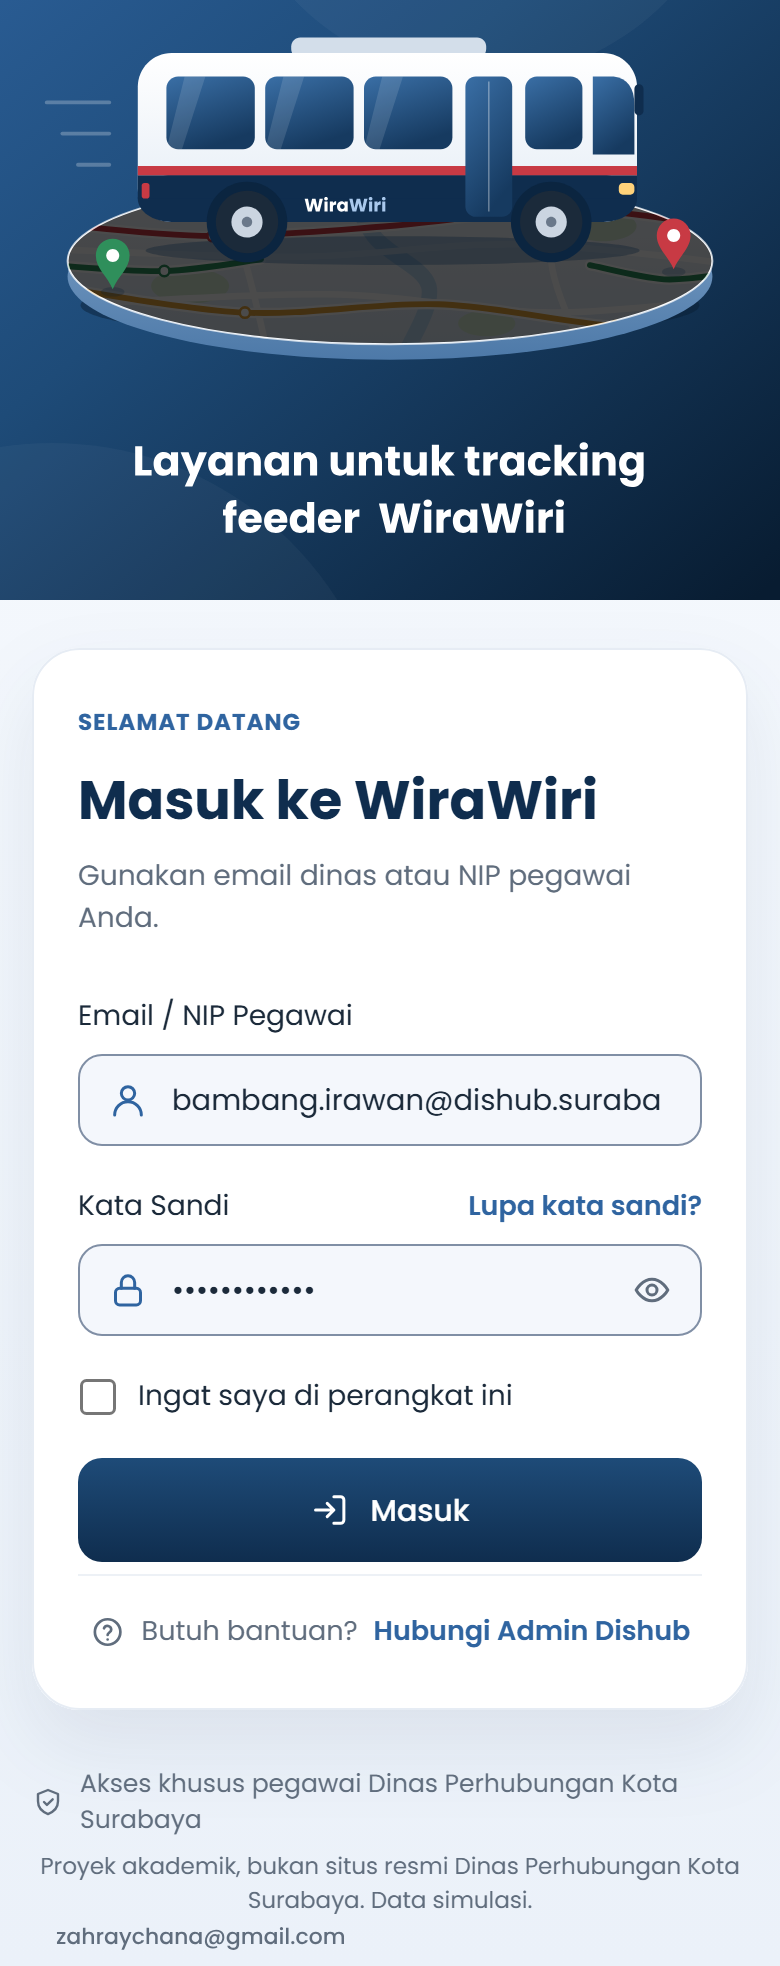 WiraWiri
Layanan untuk tracking
feeder WiraWiri
SELAMAT DATANG
Masuk ke WiraWiri
Gunakan email dinas atau NIP pegawai
Anda.
Email / NIP Pegawai
bambang.irawan@dishub.suraba
Kata Sandi
Lupa kata sandi?
••••••••••••
Ingat saya di perangkat ini
Masuk
Butuh bantuan? Hubungi Admin Dishub
Akses khusus pegawai Dinas Perhubungan Kota
Surabaya
Proyek akademik, bukan situs resmi Dinas Perhubungan Kota
Surabaya. Data simulasi.
zahraychana@gmail.com